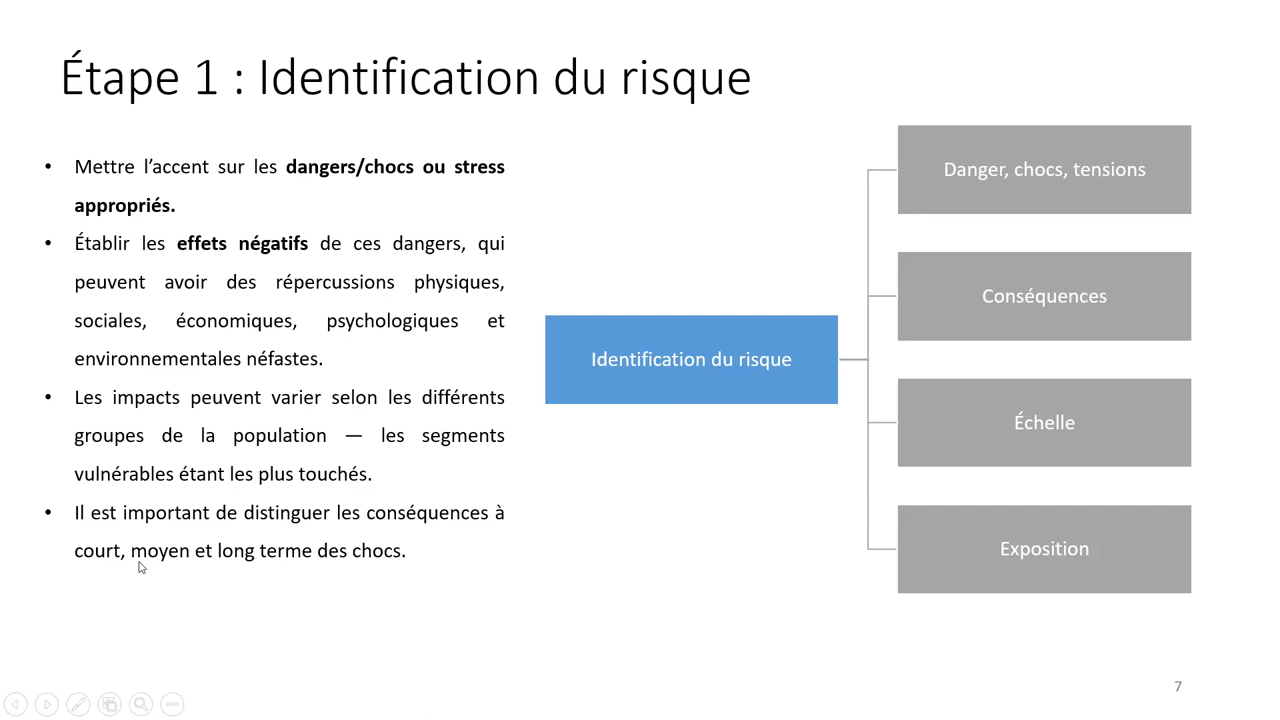 Étape 1 : Identification du risque
• Mettre l’accent sur les dangers/chocs ou stress
appropriés.
• Établir les effets négatifs de ces dangers, qui
peuvent avoir des répercussions physiques,
sociales, économiques, psychologiques et
environnementales néfastes.
• Les impacts peuvent varier selon les différents
groupes de la population — les segments
vulnérables étant les plus touchés.
• Il est important de distinguer les conséquences à
court, moyen et long terme des chocs.
Identification du risque
Danger, chocs, tensions
Conséquences
Échelle
Exposition
7